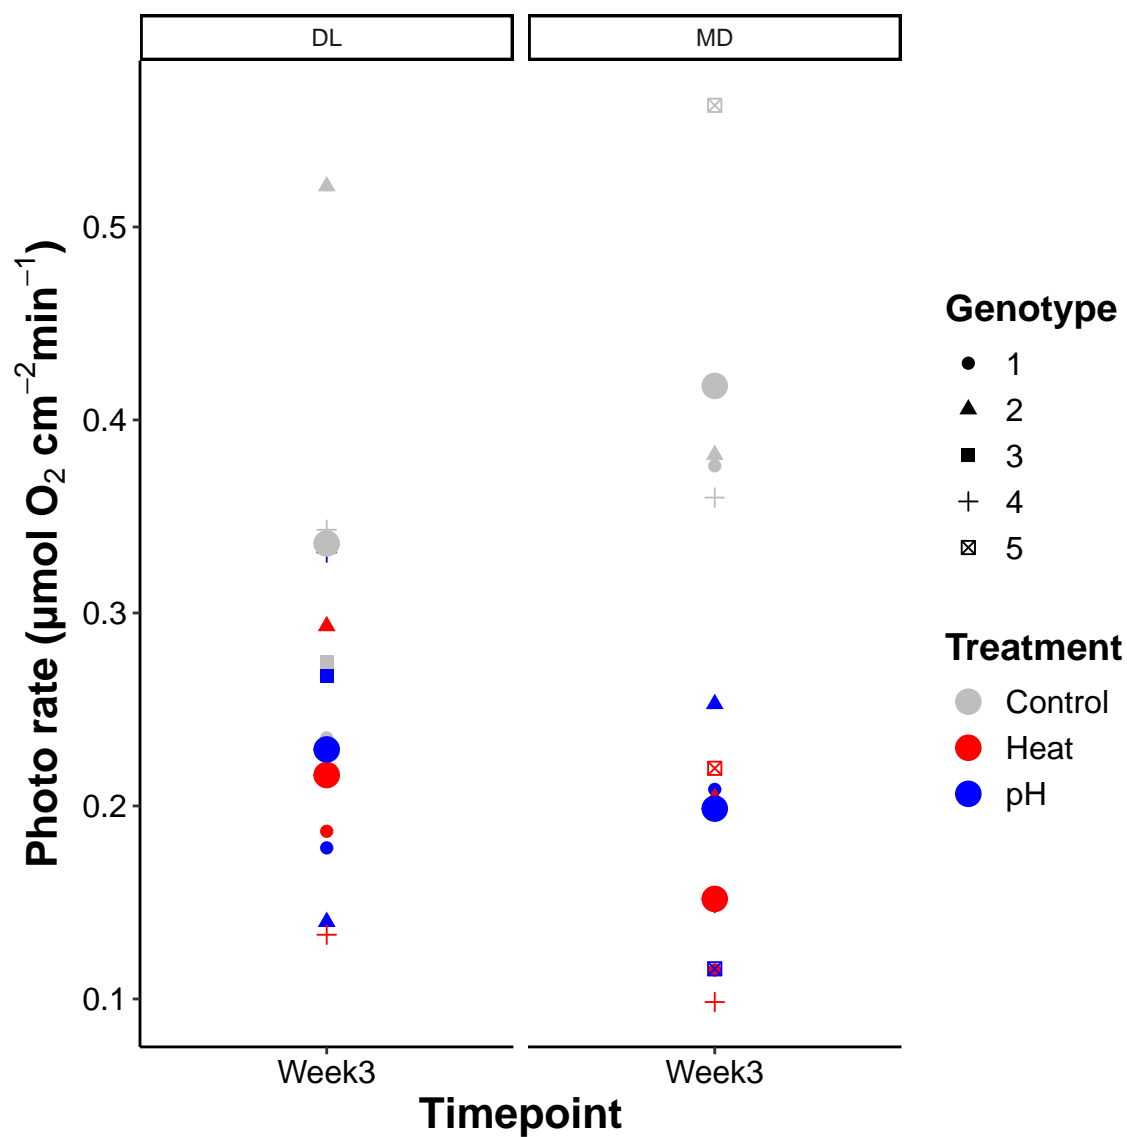 DL
MD
0.5
0.4
0.3
0.2
0.1
Photo rate (µmol O₂ cm⁻²min⁻¹)
Week3
Week3
Timepoint
Genotype
1
2
3
4
5
Treatment
Control
Heat
pH